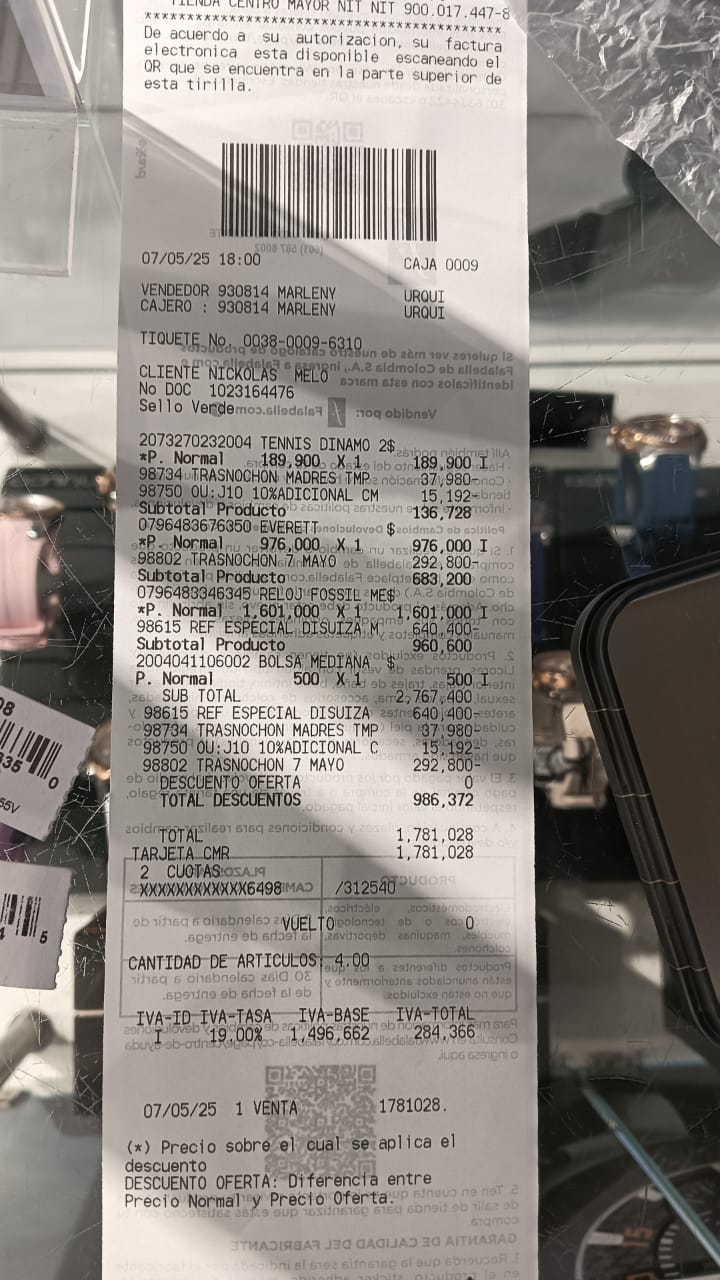 TIENDA CENTRO MAYOR NIT NIT 900.017.447-8
*****************************************
De acuerdo a su autorizacion, su factura
electronica esta disponible escaneando el
QR que se encuentra en la parte superior de
esta tirilla.
07/05/25 18:00 CAJA 0009
VENDEDOR 930814 MARLENY URQUI
CAJERO : 930814 MARLENY URQUI
TIQUETE No. 0038-0009-6310
CLIENTE NICKOLAS MELO
No DOC 1023164476
Sello Verde
2073270232004 TENNIS DINAMO 2$
*P. Normal 189,900 X 1 189,900 I
98734 TRASNOCHON MADRES TMP 37,980-
98750 OU:J10 10%ADICIONAL CM 15,192-
Subtotal Producto 136,728
0796483676350 EVERETT $
*P. Normal 976,000 X 1 976,000 I
98802 TRASNOCHON 7 MAYO 292,800-
Subtotal Producto 683,200
0796483346345 RELOJ FOSSIL ME$
*P. Normal 1,601,000 X 1 1,601,000 I
98615 REF ESPECIAL DISUIZA M 640,400-
Subtotal Producto 960,600
2004041106002 BOLSA MEDIANA $
P. Normal 500 X 1 500 I
SUB TOTAL 2,767,400
98615 REF ESPECIAL DISUIZA 640,400-
98734 TRASNOCHON MADRES TMP 37,980-
98750 OU:J10 10%ADICIONAL C 15,192-
98802 TRASNOCHON 7 MAYO 292,800-
DESCUENTO OFERTA 0
TOTAL DESCUENTOS 986,372
TOTAL 1,781,028
TARJETA CMR 1,781,028
2 CUOTAS
XXXXXXXXXXXX6498 /312540
VUELTO 0
CANTIDAD DE ARTICULOS: 4.00
IVA-ID IVA-TASA IVA-BASE IVA-TOTAL
I 19,00% 1,496,662 284,366
07/05/25 1 VENTA 1781028.
(*) Precio sobre el cual se aplica el
descuento
DESCUENTO OFERTA: Diferencia entre
Precio Normal y Precio Oferta.